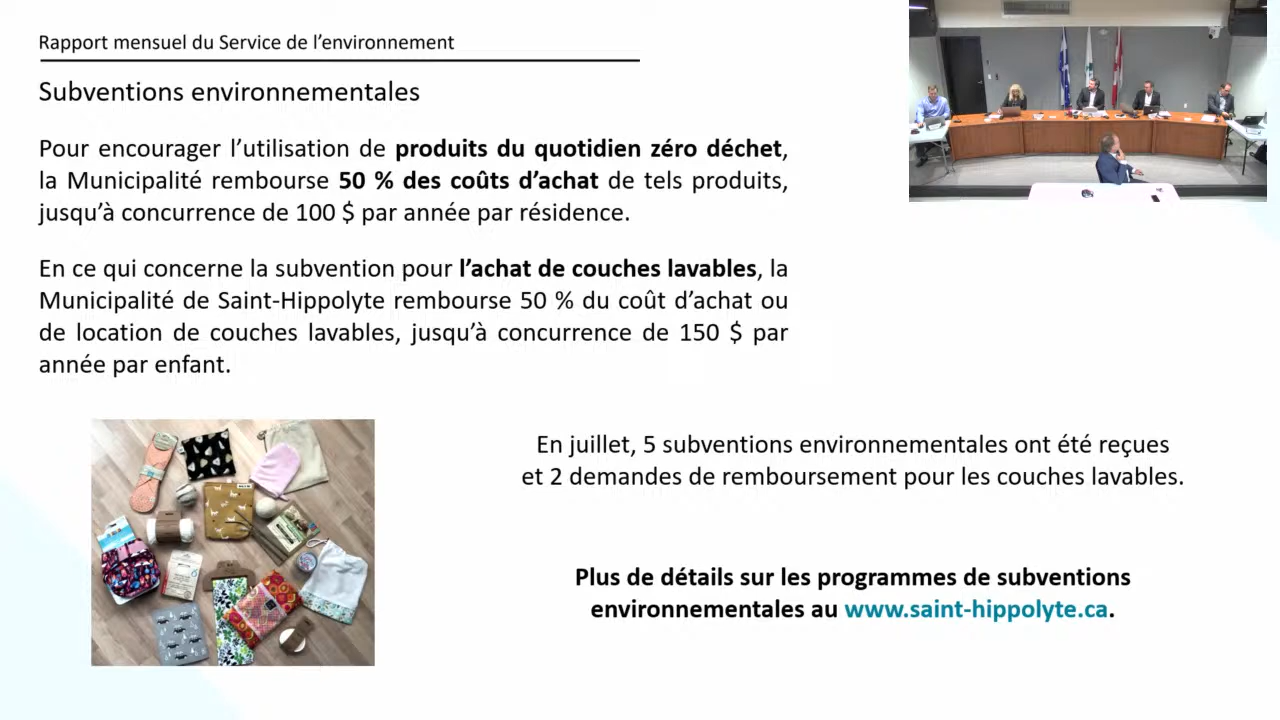 Rapport mensuel du Service de l’environnement
Subventions environnementales
Pour encourager l’utilisation de produits du quotidien zéro déchet,
la Municipalité rembourse 50 % des coûts d’achat de tels produits,
jusqu’à concurrence de 100 $ par année par résidence.
En ce qui concerne la subvention pour l’achat de couches lavables, la
Municipalité de Saint-Hippolyte rembourse 50 % du coût d’achat ou
de location de couches lavables, jusqu’à concurrence de 150 $ par
année par enfant.
En juillet, 5 subventions environnementales ont été reçues
et 2 demandes de remboursement pour les couches lavables.
Plus de détails sur les programmes de subventions
environnementales au www.saint-hippolyte.ca.